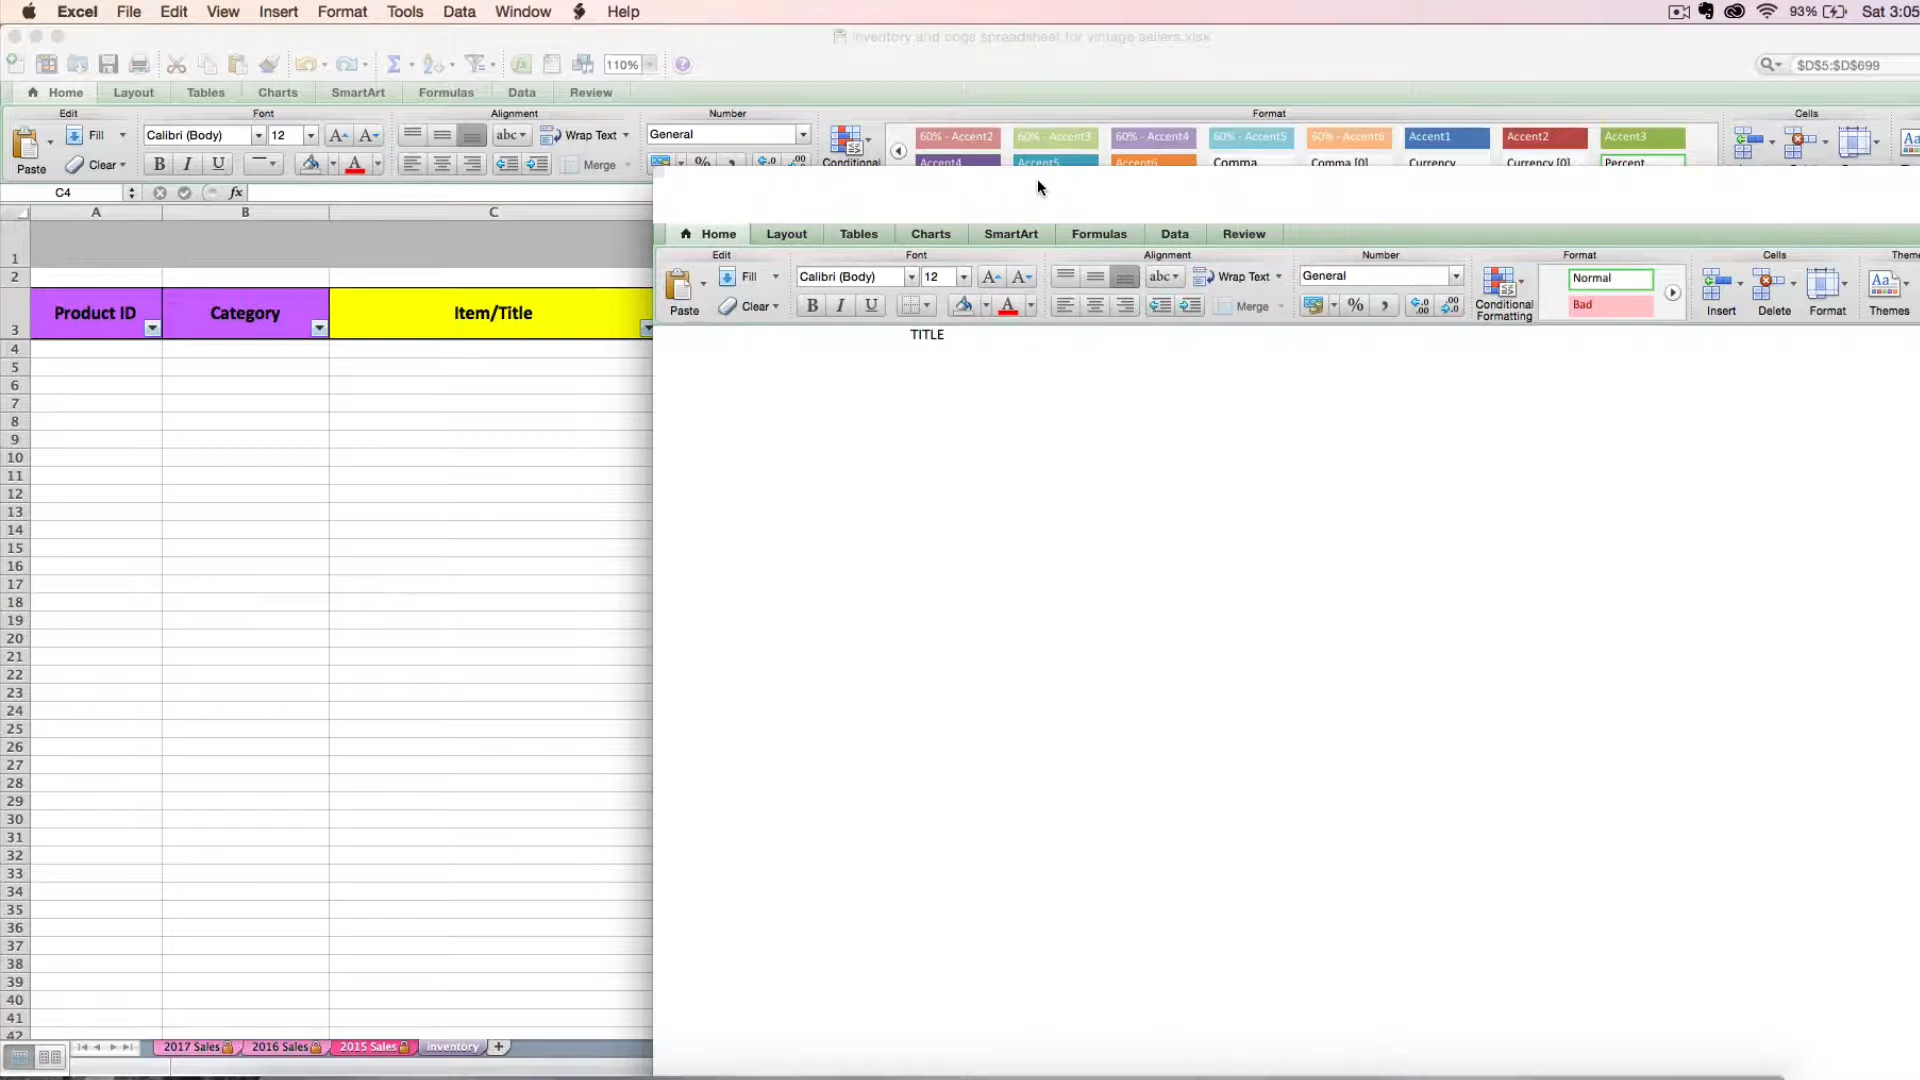 Excel File Edit View Insert Format Tools Data Window Help 93% Sat 3:05
inventory and cogs spreadsheet for vintage sellers.xlsx
110% $D$5:$D$699
Home Layout Tables Charts SmartArt Formulas Data Review
Edit Font Alignment Number Format Cells
Fill Calibri (Body) 12 A A abc Wrap Text General 60% - Accent2 60% - Accent3 60% - Accent4 60% - Accent5 60% - Accent6 Accent1 Accent2 Accent3
Paste Clear B I U A Merge % Conditional Accent4 Accent5 Accent6 Comma Comma [0] Currency Currency [0] Percent
C4 fx
A B C
1
2
3 Product ID Category Item/Title
4
5
6
7
8
9
10
11
12
13
14
15
16
17
18
19
20
21
22
23
24
25
26
27
28
29
30
31
32
33
34
35
36
37
38
39
40
41
42
2017 Sales 2016 Sales 2015 Sales inventory +
Home Layout Tables Charts SmartArt Formulas Data Review
Edit Font Alignment Number Format Cells Theme
Fill Calibri (Body) 12 A A abc Wrap Text General Normal
Paste Clear B I U A Merge % Conditional Formatting Bad Insert Delete Format Themes Aa
TITLE